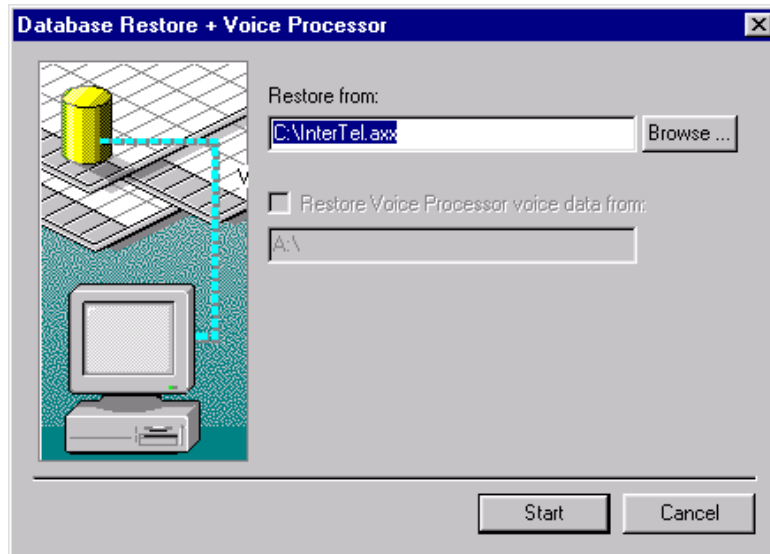 Database Restore + Voice Processor
Restore from:
C:\InterTel.axx
Browse ...
V
Restore Voice Processor voice data from:
A:\
Start
Cancel